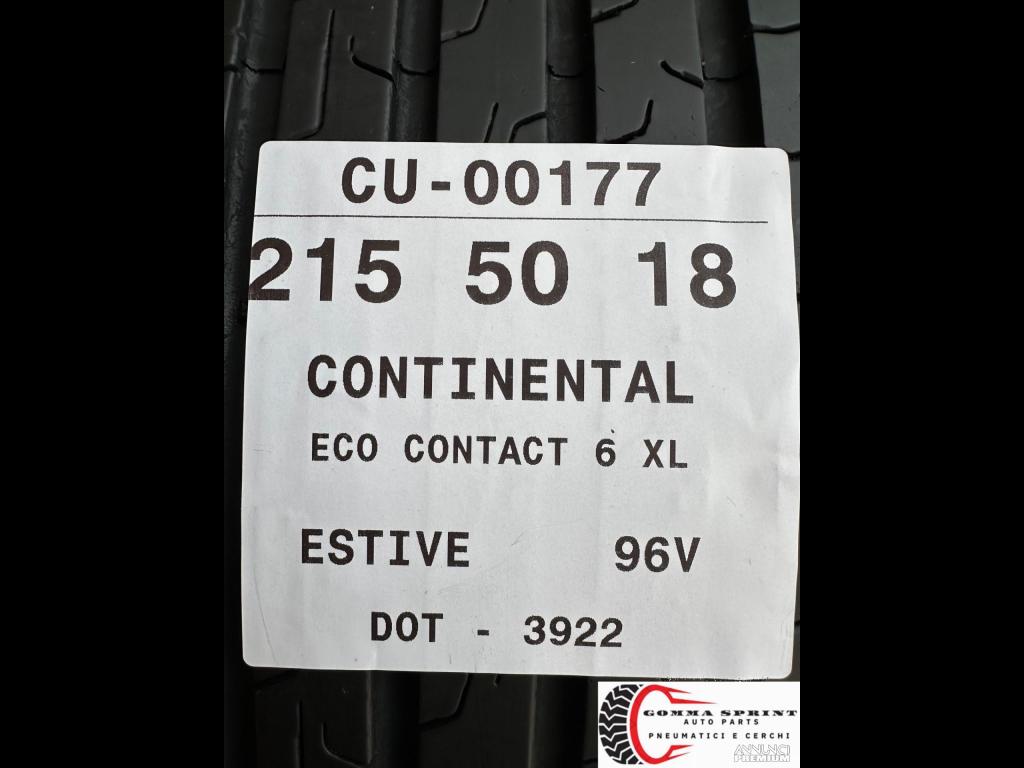 CU-00177
215 50 18
CONTINENTAL
ECO CONTACT 6 XL
ESTIVE 96V
DOT - 3922
GOMMA SPRINT
AUTO PARTS
PNEUMATICI E CERCHI
ANNUNCI
PREMIUM